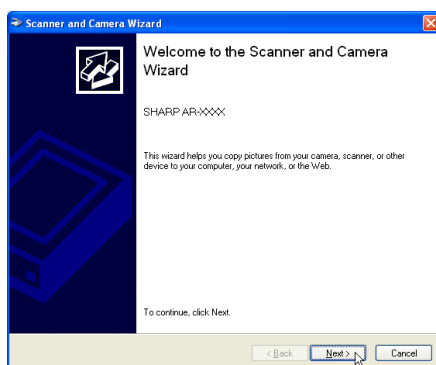 Scanner and Camera Wizard
Welcome to the Scanner and Camera
Wizard
SHARP AR-XXXX
This wizard helps you copy pictures from your camera, scanner, or other
device to your computer, your network, or the Web.
To continue, click Next.
< Back Next > Cancel